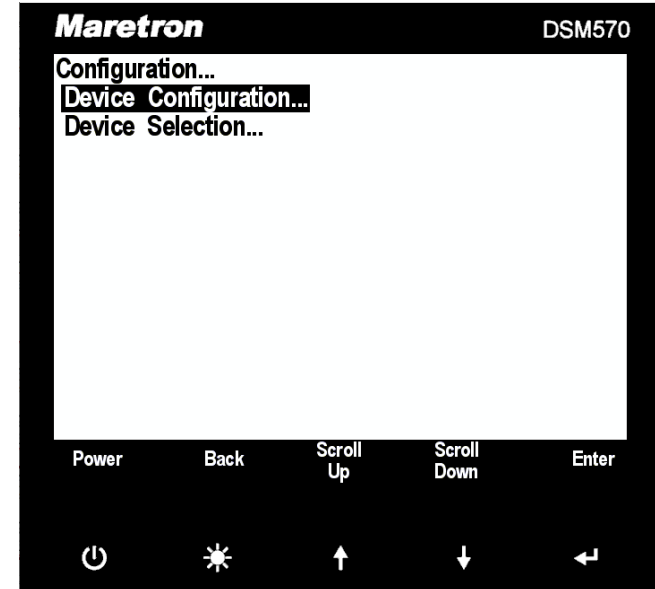 Maretron DSM570
Configuration...
Device Configuration...
Device Selection...
Power Back Scroll Up Scroll Down Enter